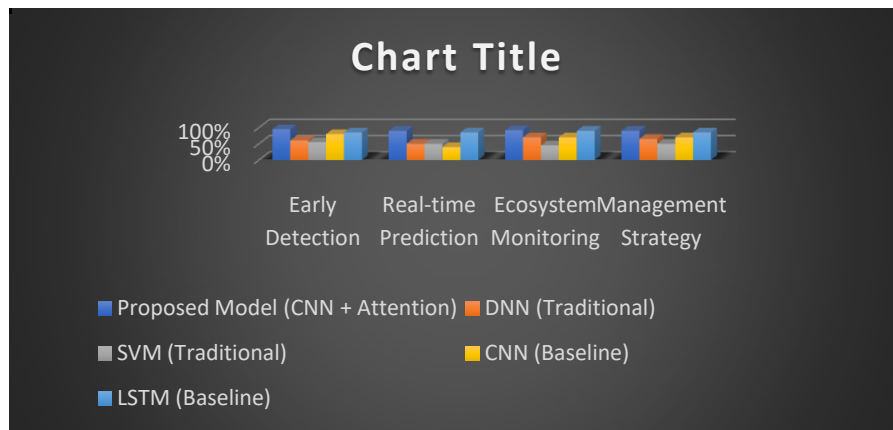 Chart Title
100%
50%
0%
Early Detection
Real-time Prediction
Ecosystem Monitoring
Management Strategy
Proposed Model (CNN + Attention)
DNN (Traditional)
SVM (Traditional)
CNN (Baseline)
LSTM (Baseline)